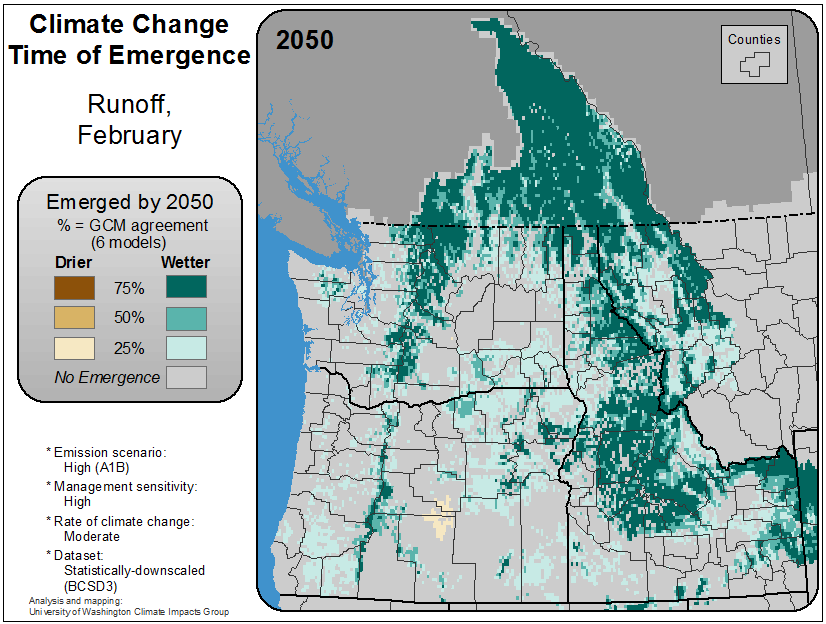 Climate Change
Time of Emergence
Runoff,
February
Emerged by 2050
% = GCM agreement
(6 models)
Drier Wetter
75%
50%
25%
No Emergence
* Emission scenario:
High (A1B)
* Management sensitivity:
High
* Rate of climate change:
Moderate
* Dataset:
Statistically-downscaled
(BCSD3)
Analysis and mapping:
University of Washington Climate Impacts Group
2050
Counties